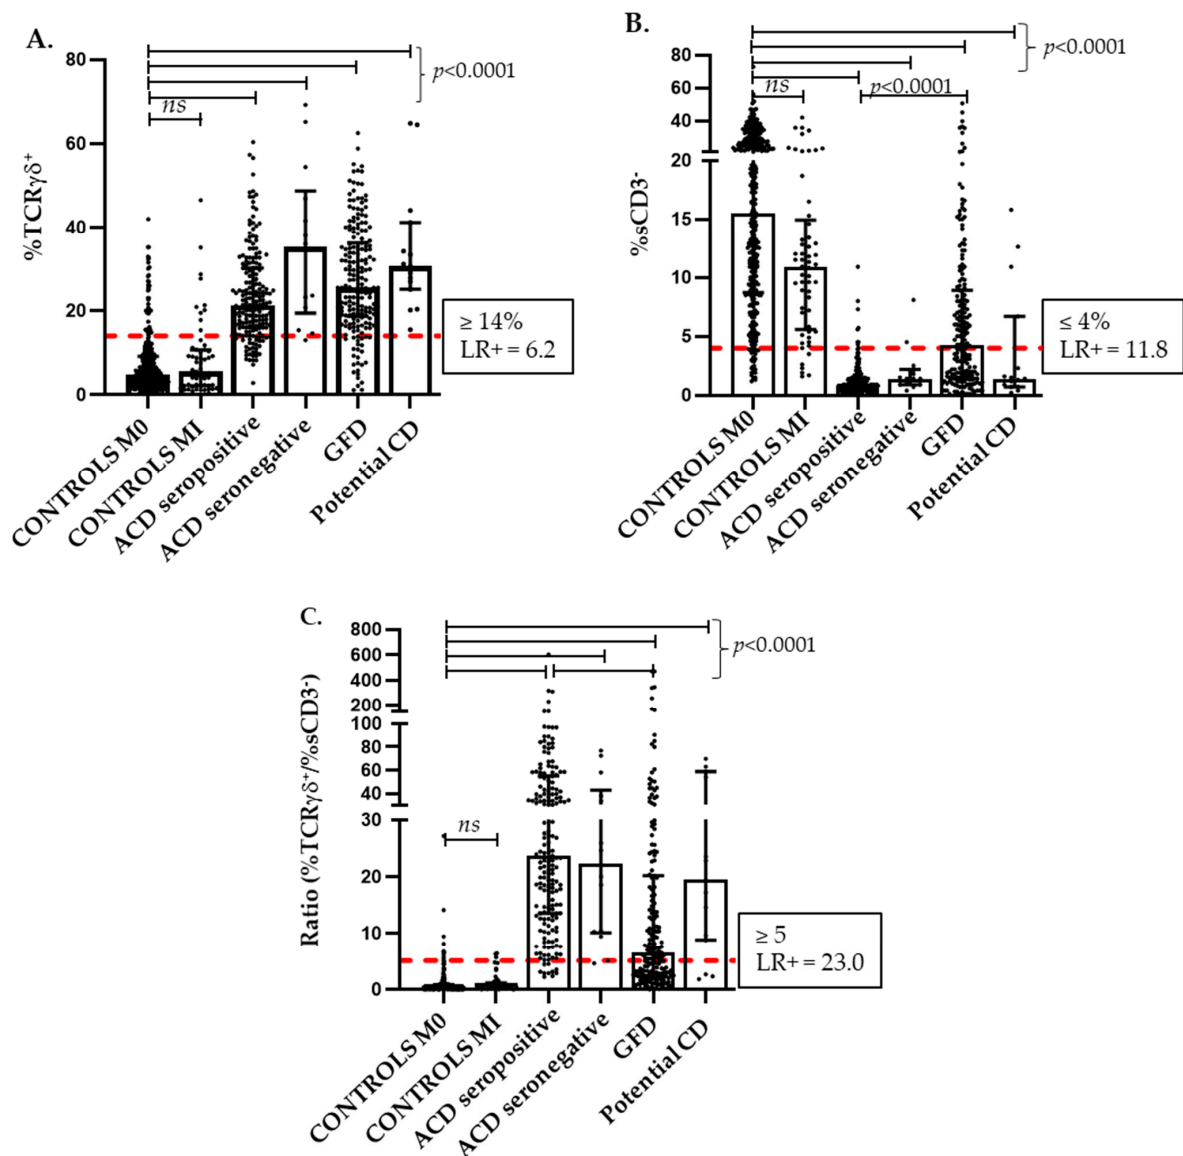 A.
%TCRγδ⁺
80
60
40
20
0
ns
p<0.0001
≥ 14%
LR+ = 6.2
CONTROLS M0
CONTROLS MI
ACD seropositive
ACD seronegative
GFD
Potential CD
B.
%sCD3⁻
80
60
40
20
15
10
5
0
ns
p<0.0001
p<0.0001
≤ 4%
LR+ = 11.8
CONTROLS M0
CONTROLS MI
ACD seropositive
ACD seronegative
GFD
Potential CD
C.
Ratio (%TCRγδ⁺/%sCD3⁻)
800
600
400
200
100
80
60
40
30
20
10
0
ns
p<0.0001
≥ 5
LR+ = 23.0
CONTROLS M0
CONTROLS MI
ACD seropositive
ACD seronegative
GFD
Potential CD